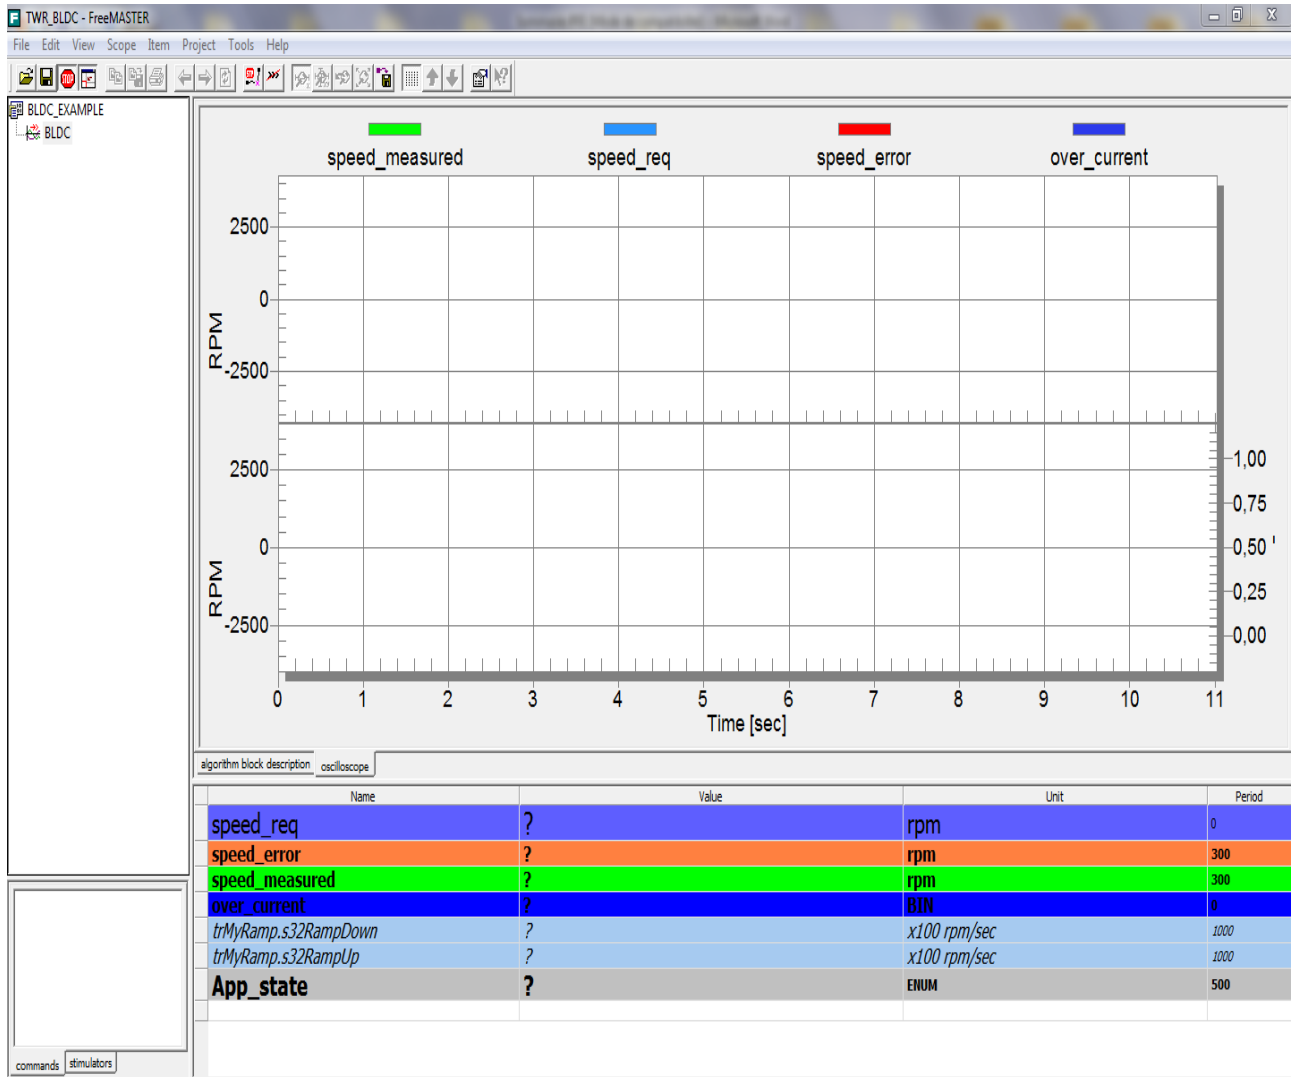 TWR_BLDC - FreeMASTER
File Edit View Scope Item Project Tools Help
BLDC_EXAMPLE
BLDC
speed_measured speed_req speed_error over_current
2500
0
RPM
-2500
2500
0
RPM
-2500
1,00
0,75
0,50 '
0,25
0,00
0 1 2 3 4 5 6 7 8 9 10 11
Time [sec]
algorithm block description oscilloscope
Name Value Unit Period
speed_req ? rpm 0
speed_error ? rpm 300
speed_measured ? rpm 300
over_current ? BIN 0
trMyRamp.s32RampDown ? x100 rpm/sec 1000
trMyRamp.s32RampUp ? x100 rpm/sec 1000
App_state ? ENUM 500
commands stimulators